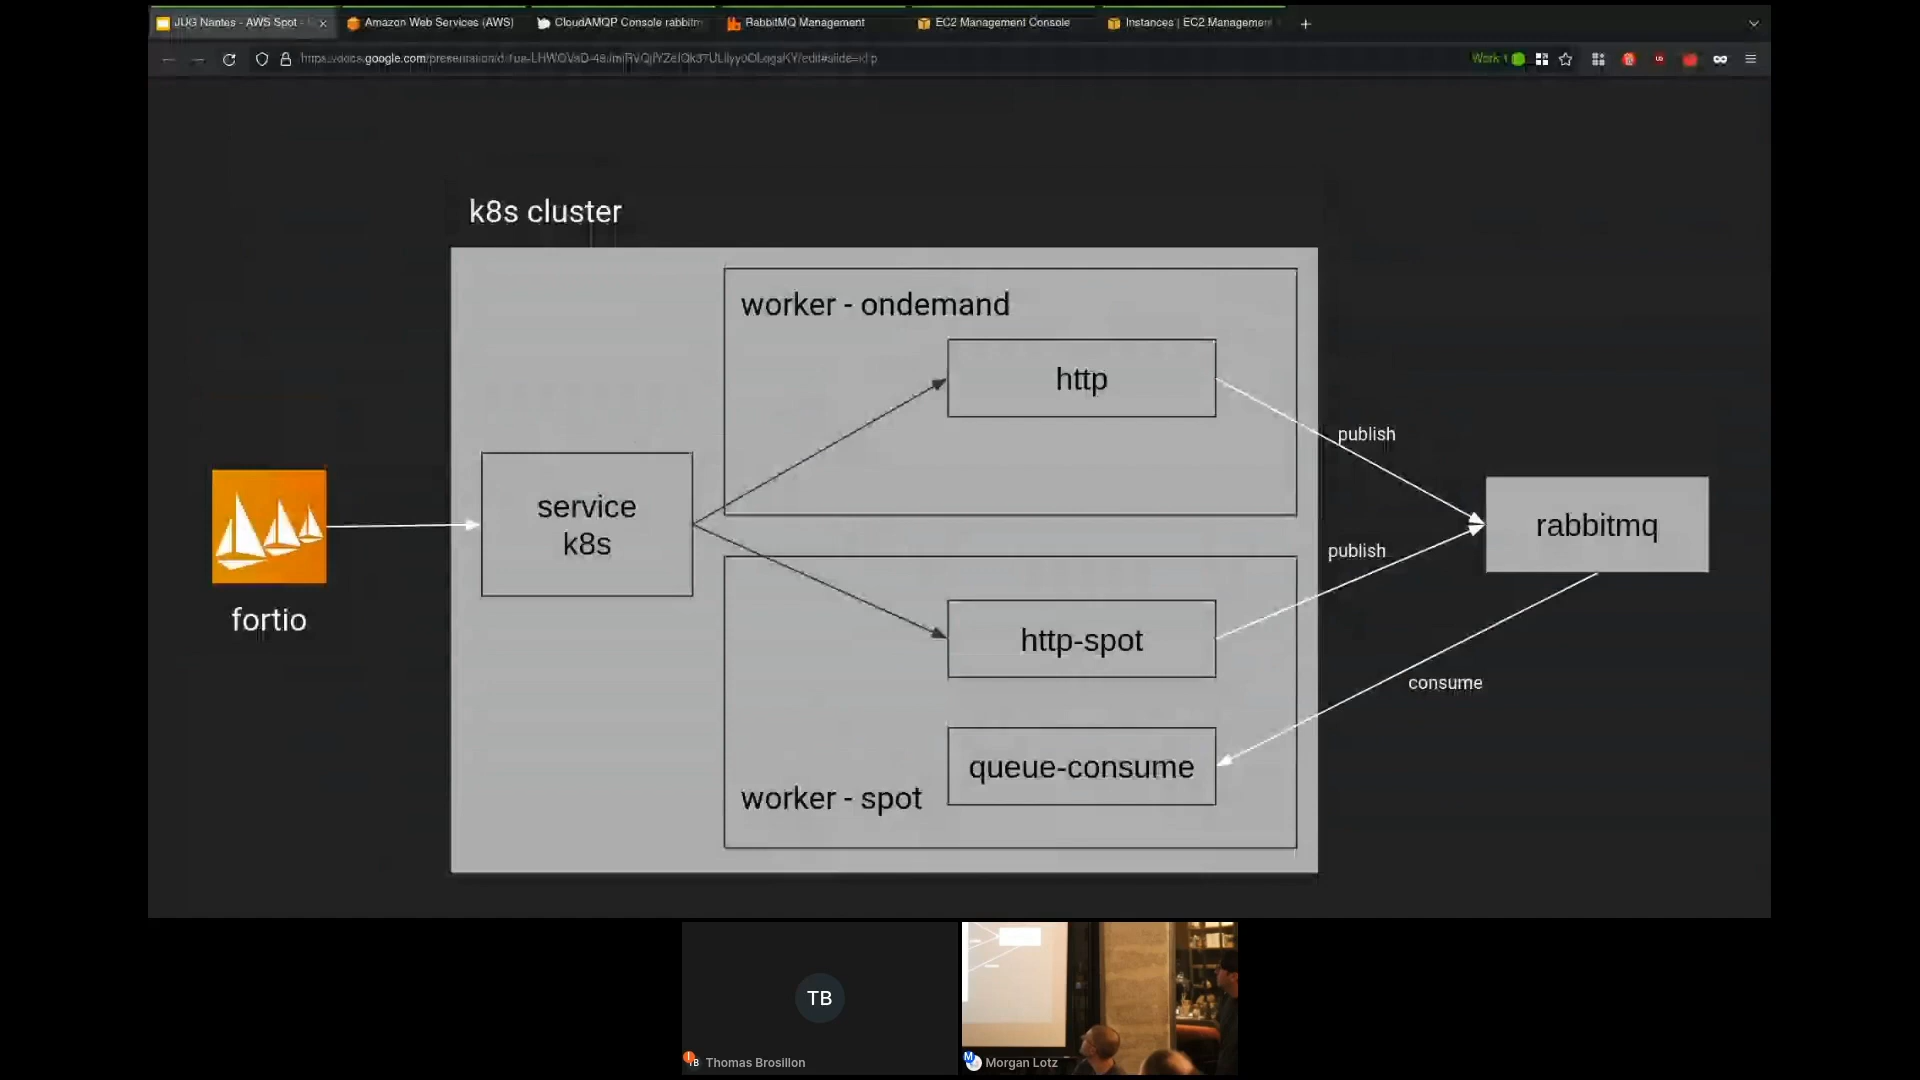 JUG Nantes - AWS Spot -
Amazon Web Services (AWS)
CloudAMQP Console rabbitm
RabbitMQ Management
EC2 Management Console
Instances | EC2 Management
Work
k8s cluster
worker - ondemand
http
publish
service
k8s
rabbitmq
publish
fortio
http-spot
consume
queue-consume
worker - spot
TB
Thomas Brosillon
Morgan Lotz